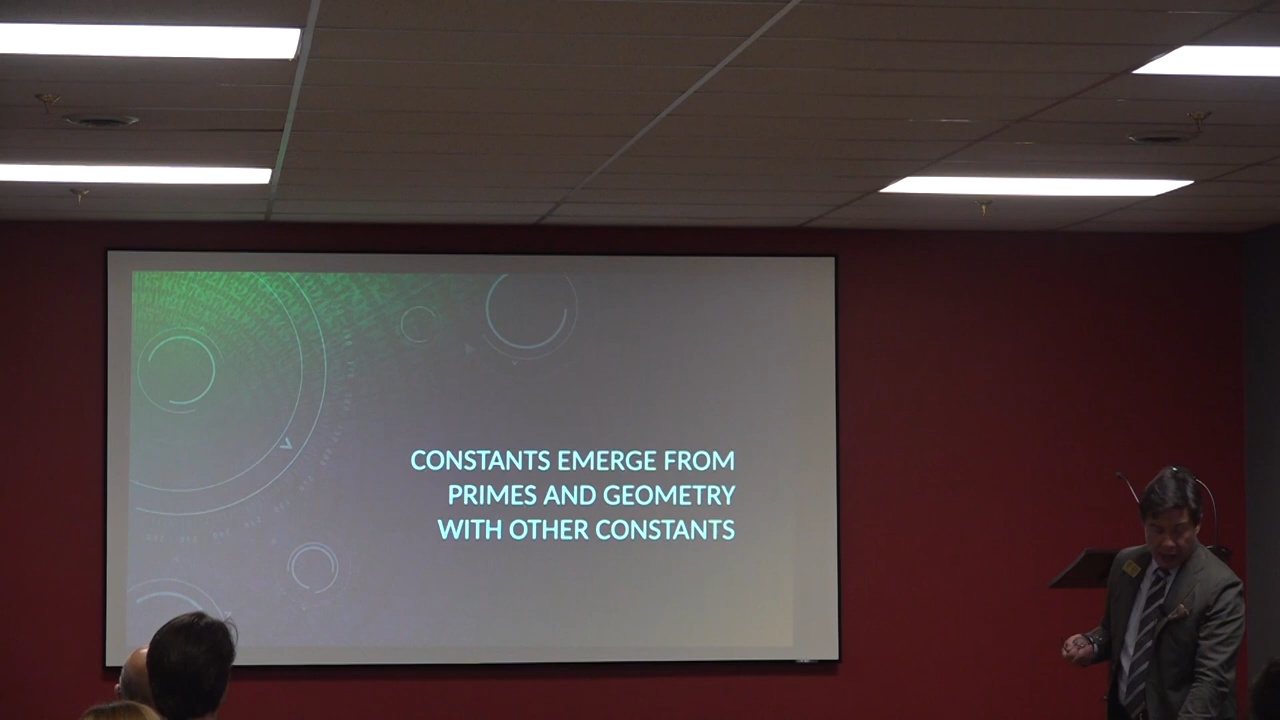 CONSTANTS EMERGE FROM
PRIMES AND GEOMETRY
WITH OTHER CONSTANTS